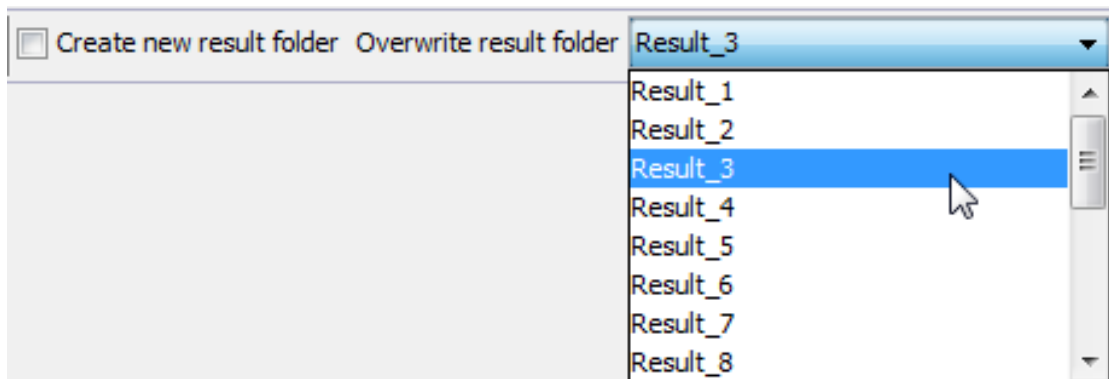 Create new result folder Overwrite result folder Result_3
Result_1
Result_2
Result_3
Result_4
Result_5
Result_6
Result_7
Result_8